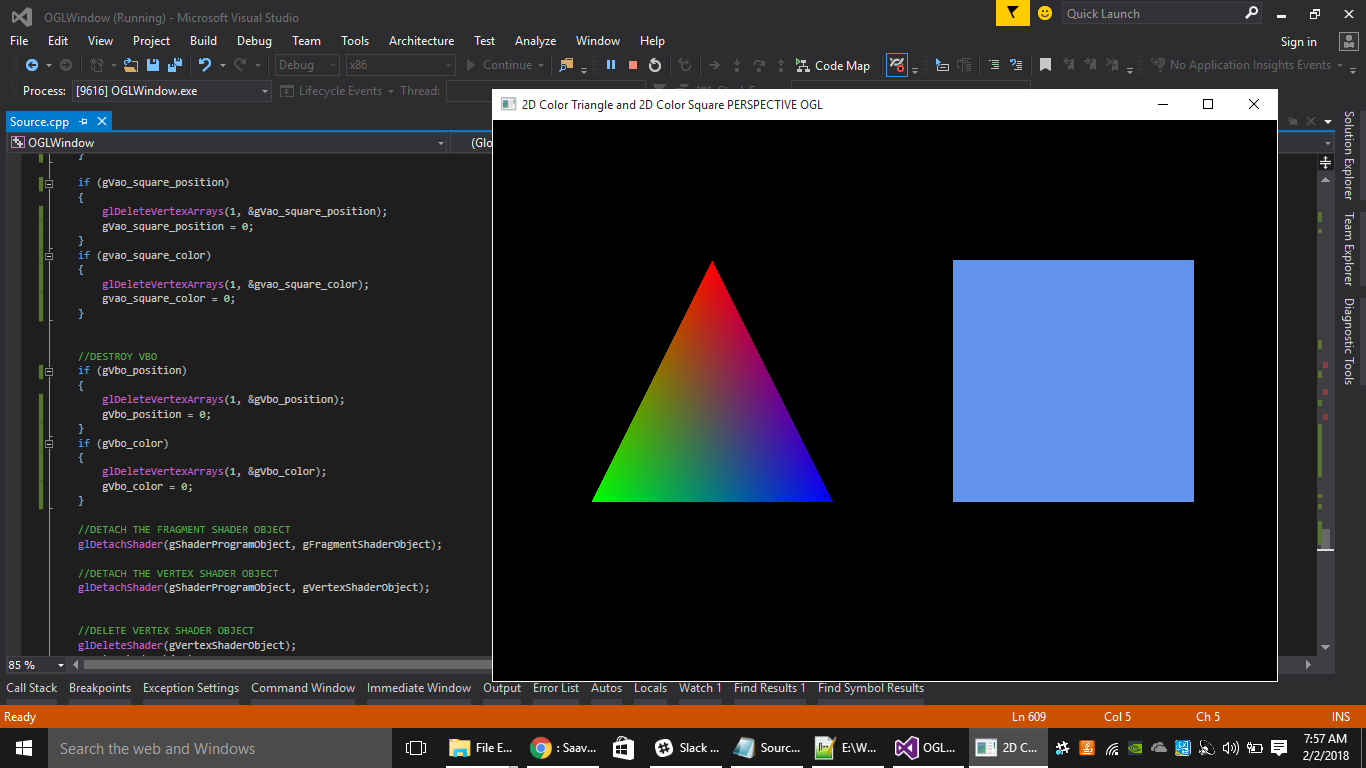 OGLWindow (Running) - Microsoft Visual Studio
Quick Launch
File Edit View Project Build Debug Team Tools Architecture Test Analyze Window Help
Sign in
Debug x86 Continue Code Map No Application Insights Events
Process: [9616] OGLWindow.exe Lifecycle Events Thread:
2D Color Triangle and 2D Color Square PERSPECTIVE OGL
Source.cpp
OGLWindow (Glo
}
if (gVao_square_position)
{
glDeleteVertexArrays(1, &gVao_square_position);
gVao_square_position = 0;
}
if (gvao_square_color)
{
glDeleteVertexArrays(1, &gvao_square_color);
gvao_square_color = 0;
}
//DESTROY VBO
if (gVbo_position)
{
glDeleteVertexArrays(1, &gVbo_position);
gVbo_position = 0;
}
if (gVbo_color)
{
glDeleteVertexArrays(1, &gVbo_color);
gVbo_color = 0;
}
//DETACH THE FRAGMENT SHADER OBJECT
glDetachShader(gShaderProgramObject, gFragmentShaderObject);
//DETACH THE VERTEX SHADER OBJECT
glDetachShader(gShaderProgramObject, gVertexShaderObject);
//DELETE VERTEX SHADER OBJECT
glDeleteShader(gVertexShaderObject);
Solution Explorer
Team Explorer
Diagnostic Tools
85 %
Call Stack Breakpoints Exception Settings Command Window Immediate Window Output Error List Autos Locals Watch 1 Find Results 1 Find Symbol Results
Ready Ln 609 Col 5 Ch 5 INS
Search the web and Windows
File E... : Saav... Slack ... Sourc... E:\W... OGL... 2D C...
7:57 AM
2/2/2018